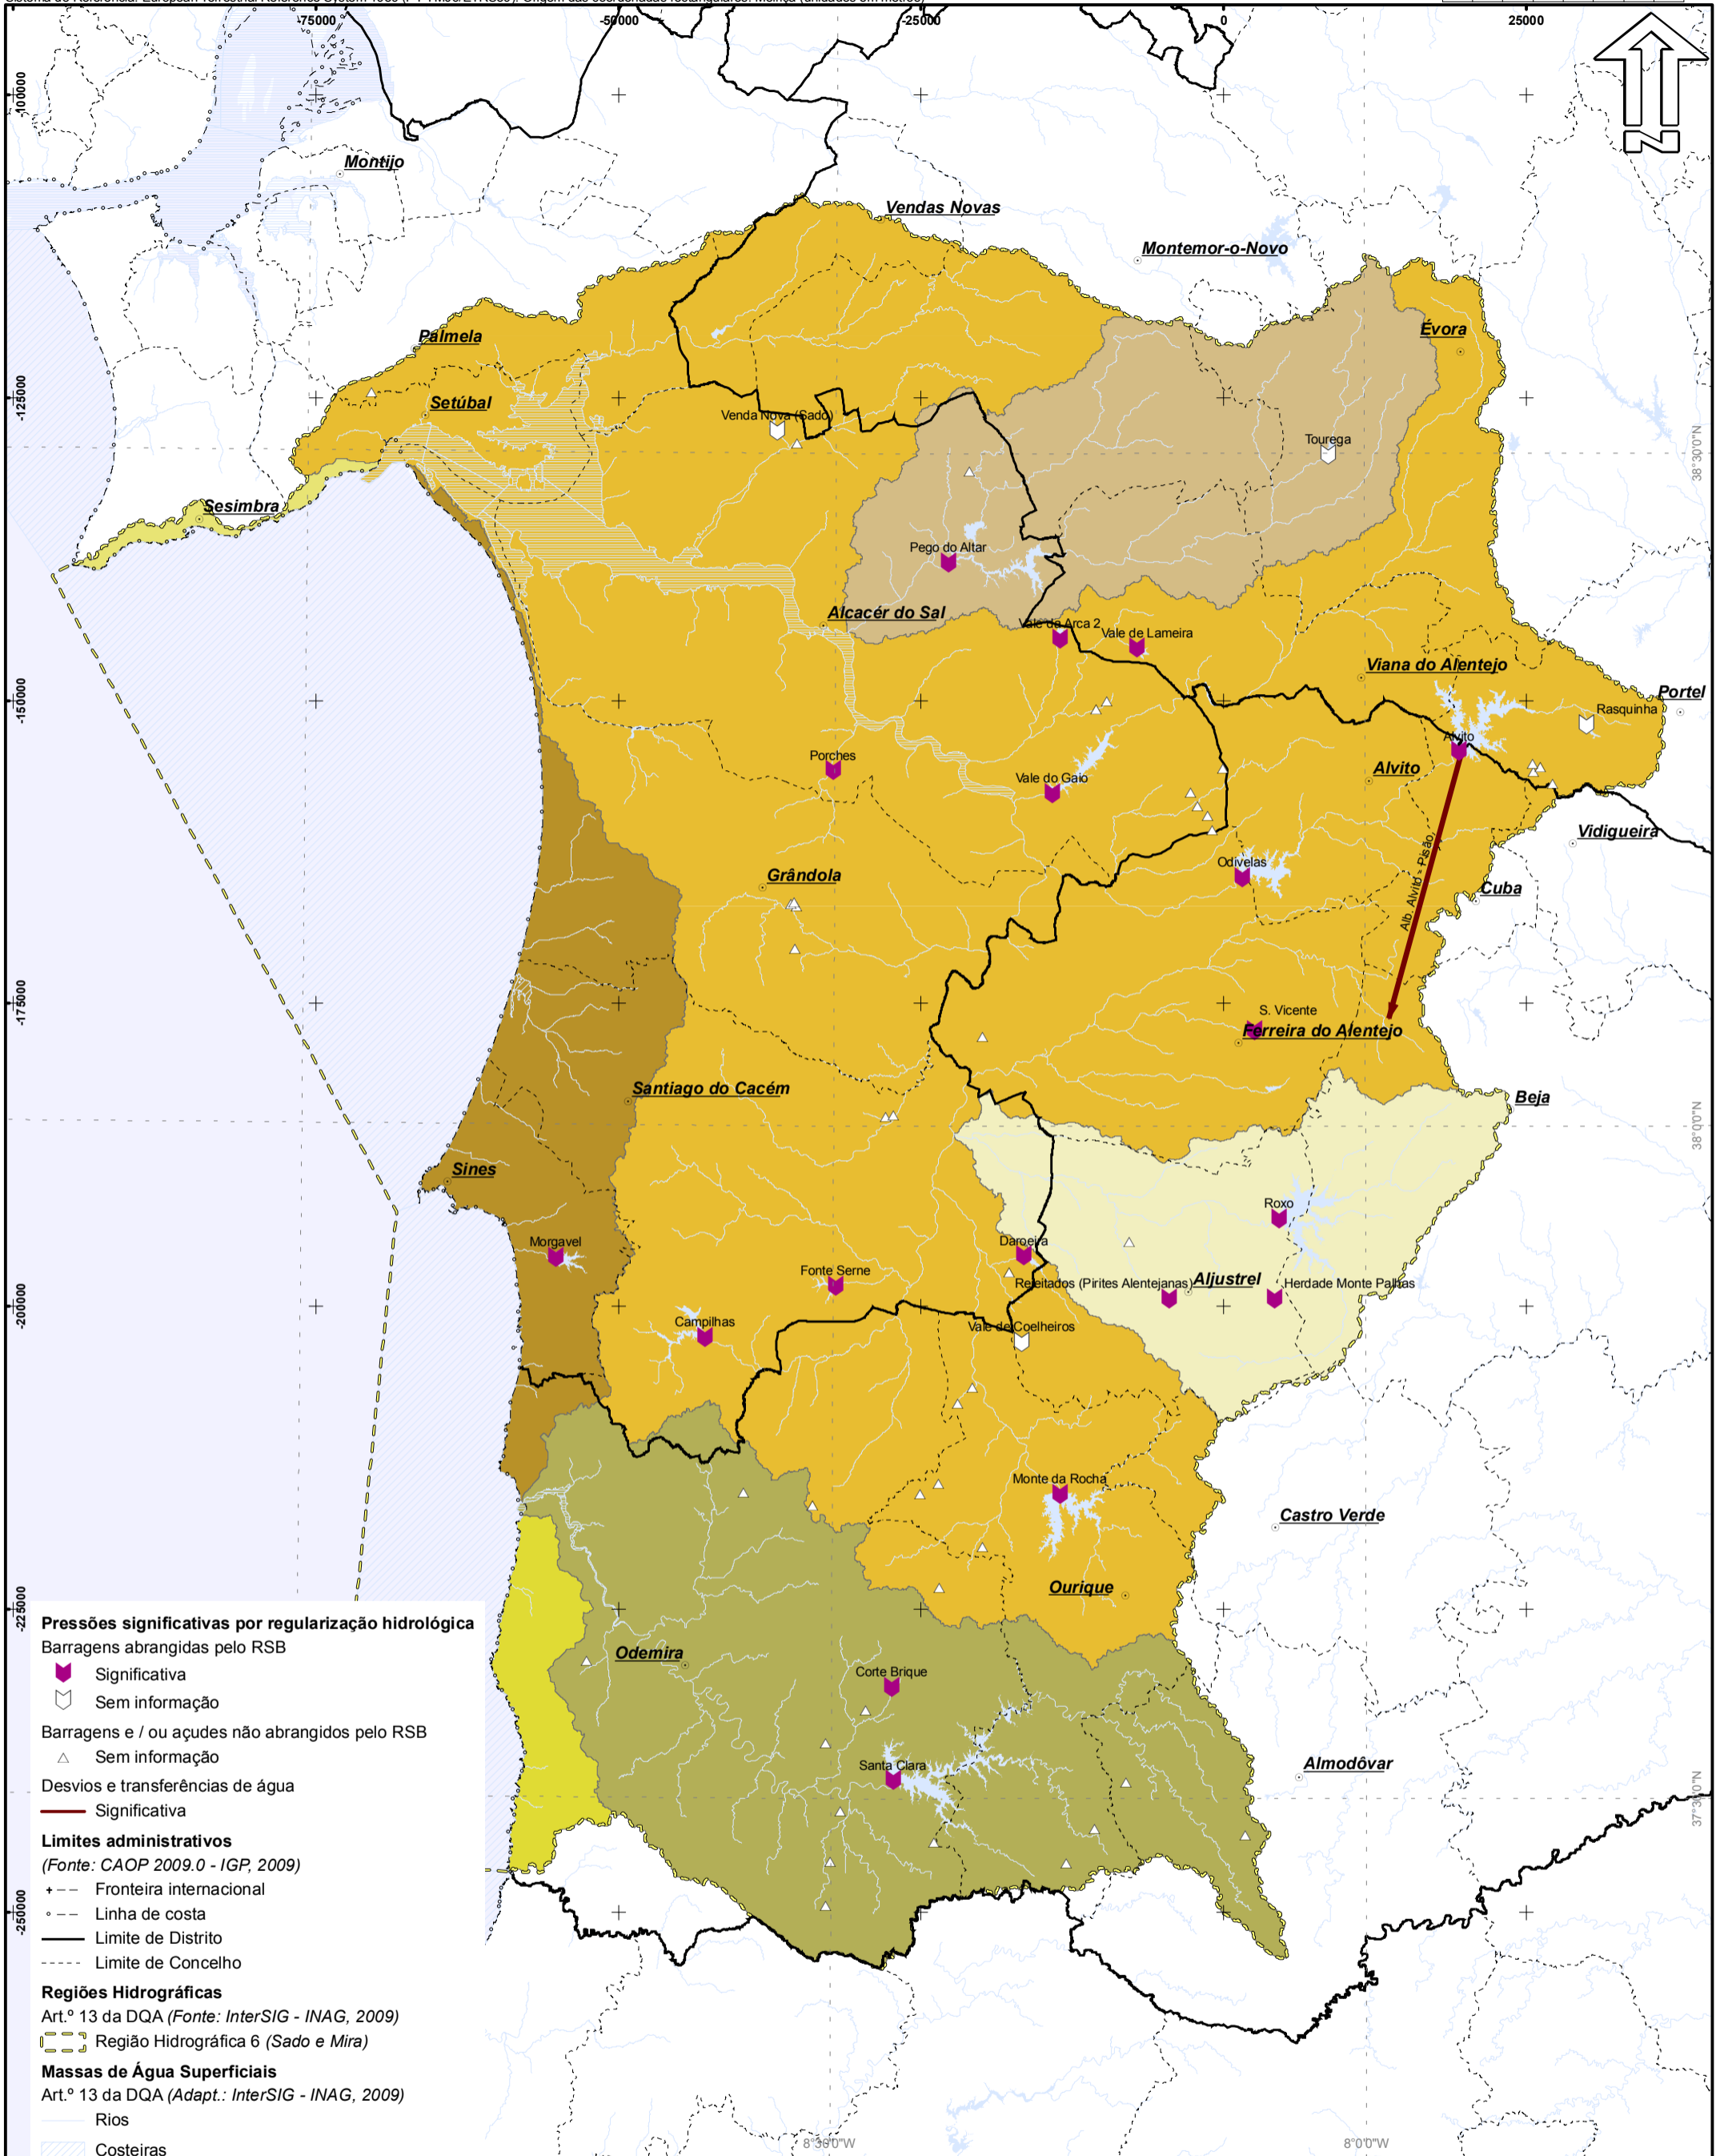 -75000
-50000
-25000
0
25000
-100000
Montijo
Vendas Novas
Montemor-o-Novo
Palmela
Évora
-125000
Setúbal
Venda Nova (Sado)
Tourega
38°30'0"N
Sesimbra
Pego do Altar
Alcacér do Sal
Vale da Arca 2
Vale de Lameira
Viana do Alentejo
Portel
-150000
Rasquinha
Alvito
Porches
Vale do Gaio
Alvito
Vidigueira
Alb. Alvito - Pisão
Odivelas
Grândola
Cuba
-175000
S. Vicente
Ferreira do Alentejo
Santiago do Cacém
Beja
38°0'0"N
Sines
Roxo
Morgavel
Daroeira
Fonte Serne
Rejeitados (Pirites Alentejanas)
Aljustrel
Herdade Monte Palhas
-200000
Campilhas
Vale de Coelheiros
Monte da Rocha
Castro Verde
Ourique
-225000
Odemira
Corte Brique
Santa Clara
Almodôvar
37°30'0"N
-250000
8°30'0"W
8°0'0"W
N
Pressões significativas por regularização hidrológica
Barragens abrangidas pelo RSB
Significativa
Sem informação
Barragens e / ou açudes não abrangidos pelo RSB
Sem informação
Desvios e transferências de água
Significativa
Limites administrativos
(Fonte: CAOP 2009.0 - IGP, 2009)
Fronteira internacional
Linha de costa
Limite de Distrito
Limite de Concelho
Regiões Hidrográficas
Art.º 13 da DQA (Fonte: InterSIG - INAG, 2009)
Região Hidrográfica 6 (Sado e Mira)
Massas de Água Superficiais
Art.º 13 da DQA (Adapt.: InterSIG - INAG, 2009)
Rios
Costeiras